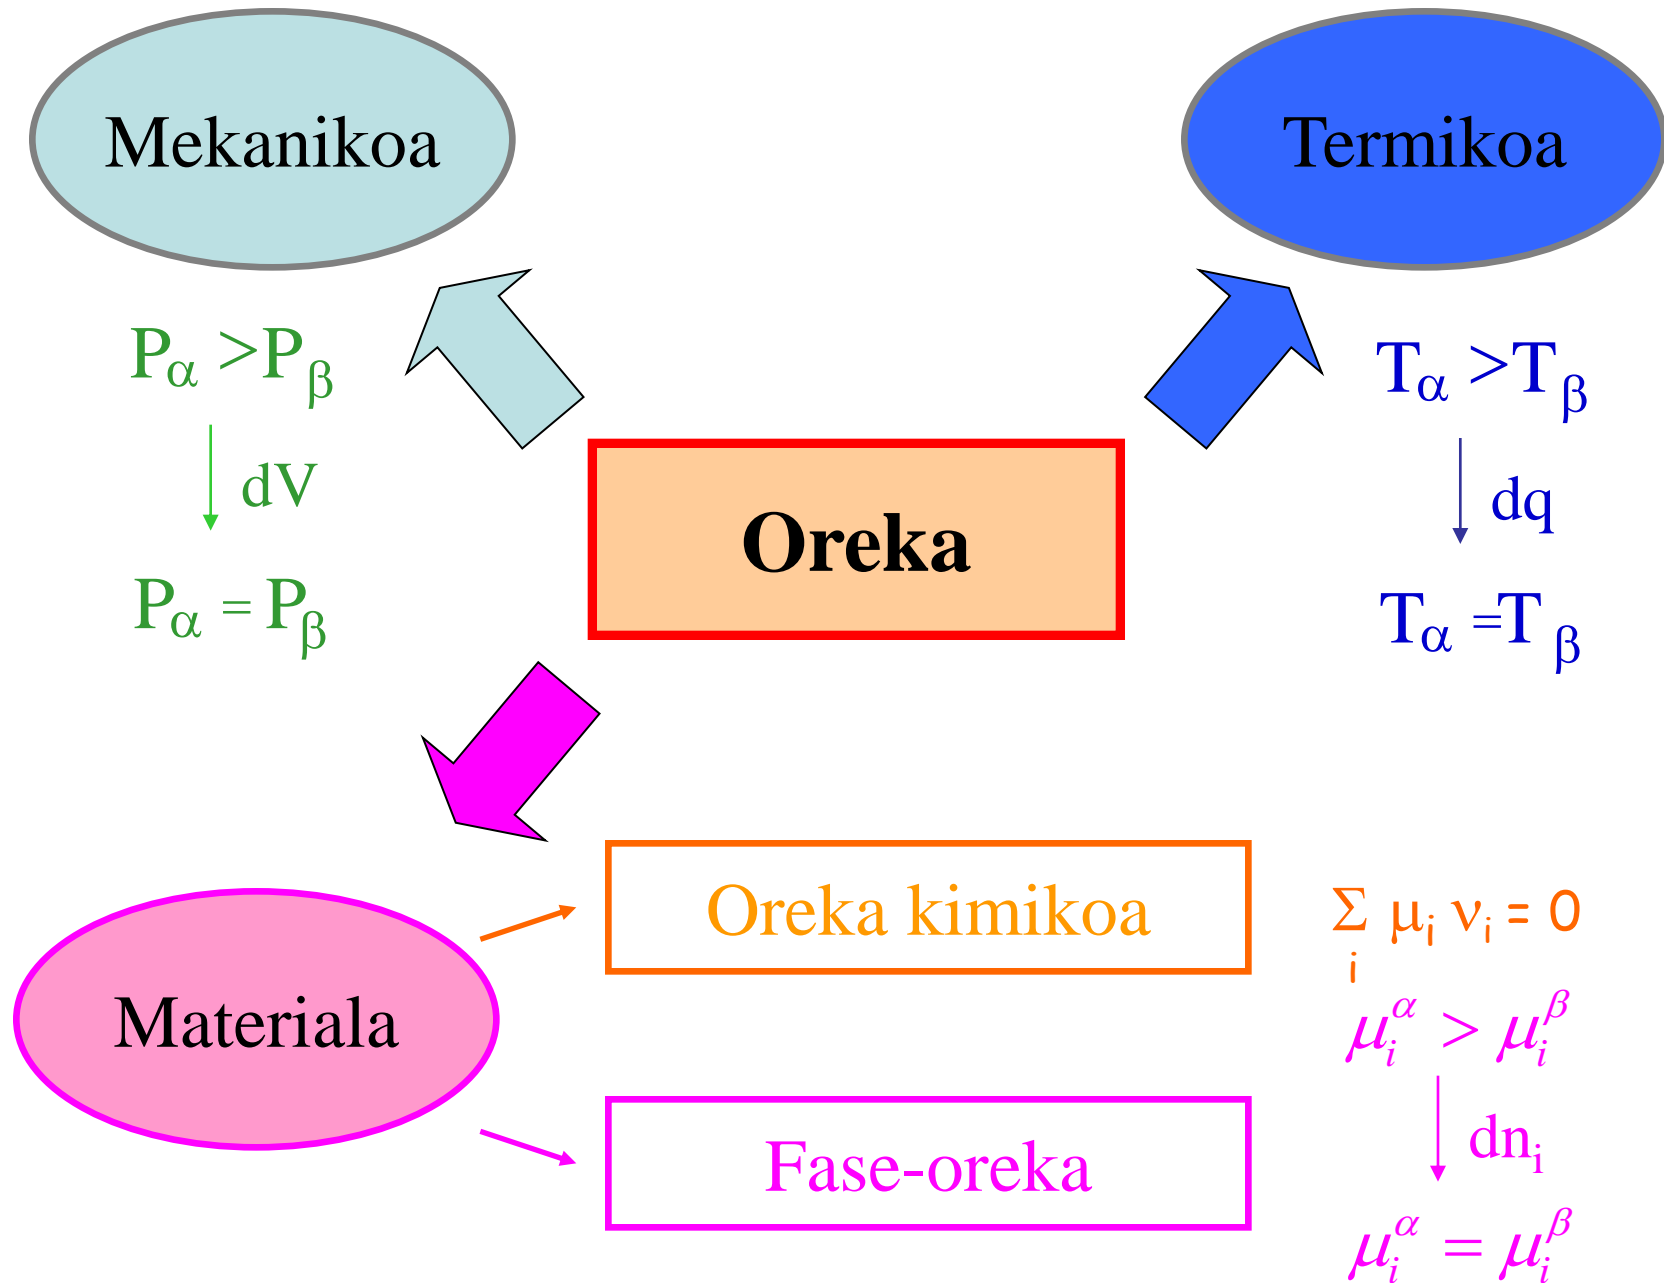 Mekanikoa
Termikoa
Pα >Pβ
dV
Pα = Pβ
Tα >Tβ
dq
Tα =Tβ
Oreka
Materiala
Oreka kimikoa
Σ μi νi = 0
i
Fase-oreka
μiα > μiβ
dni
μiα = μiβ